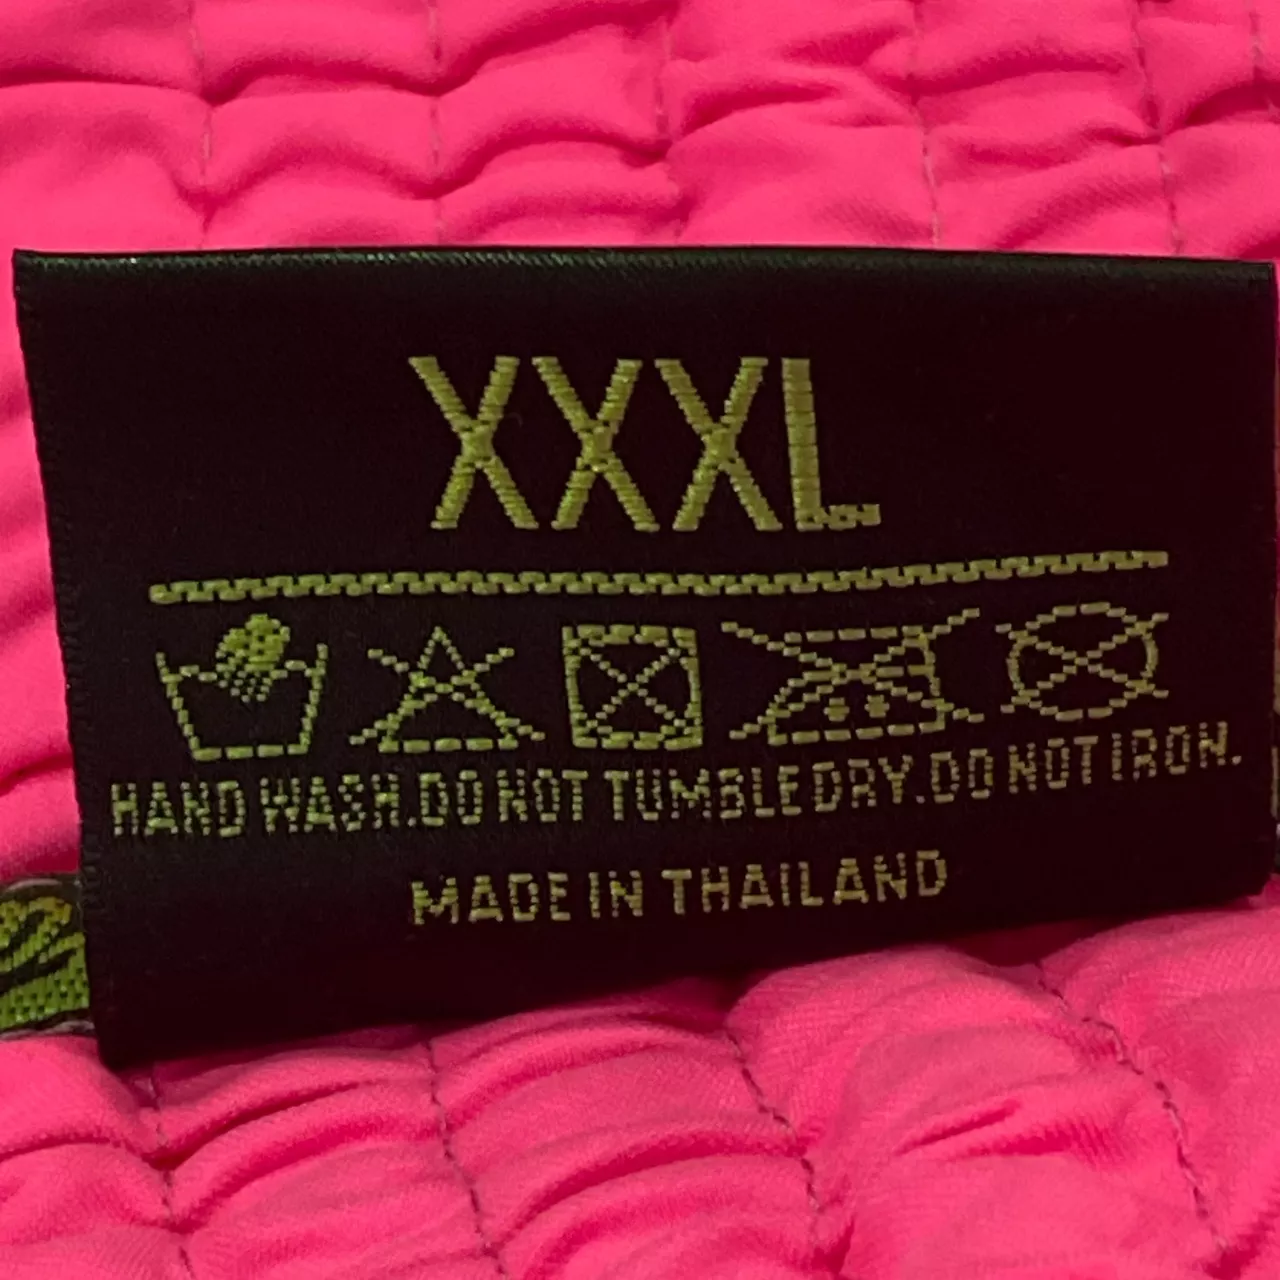 XXXL
HAND WASH.DO NOT TUMBLE DRY.DO NOT IRON.
MADE IN THAILAND